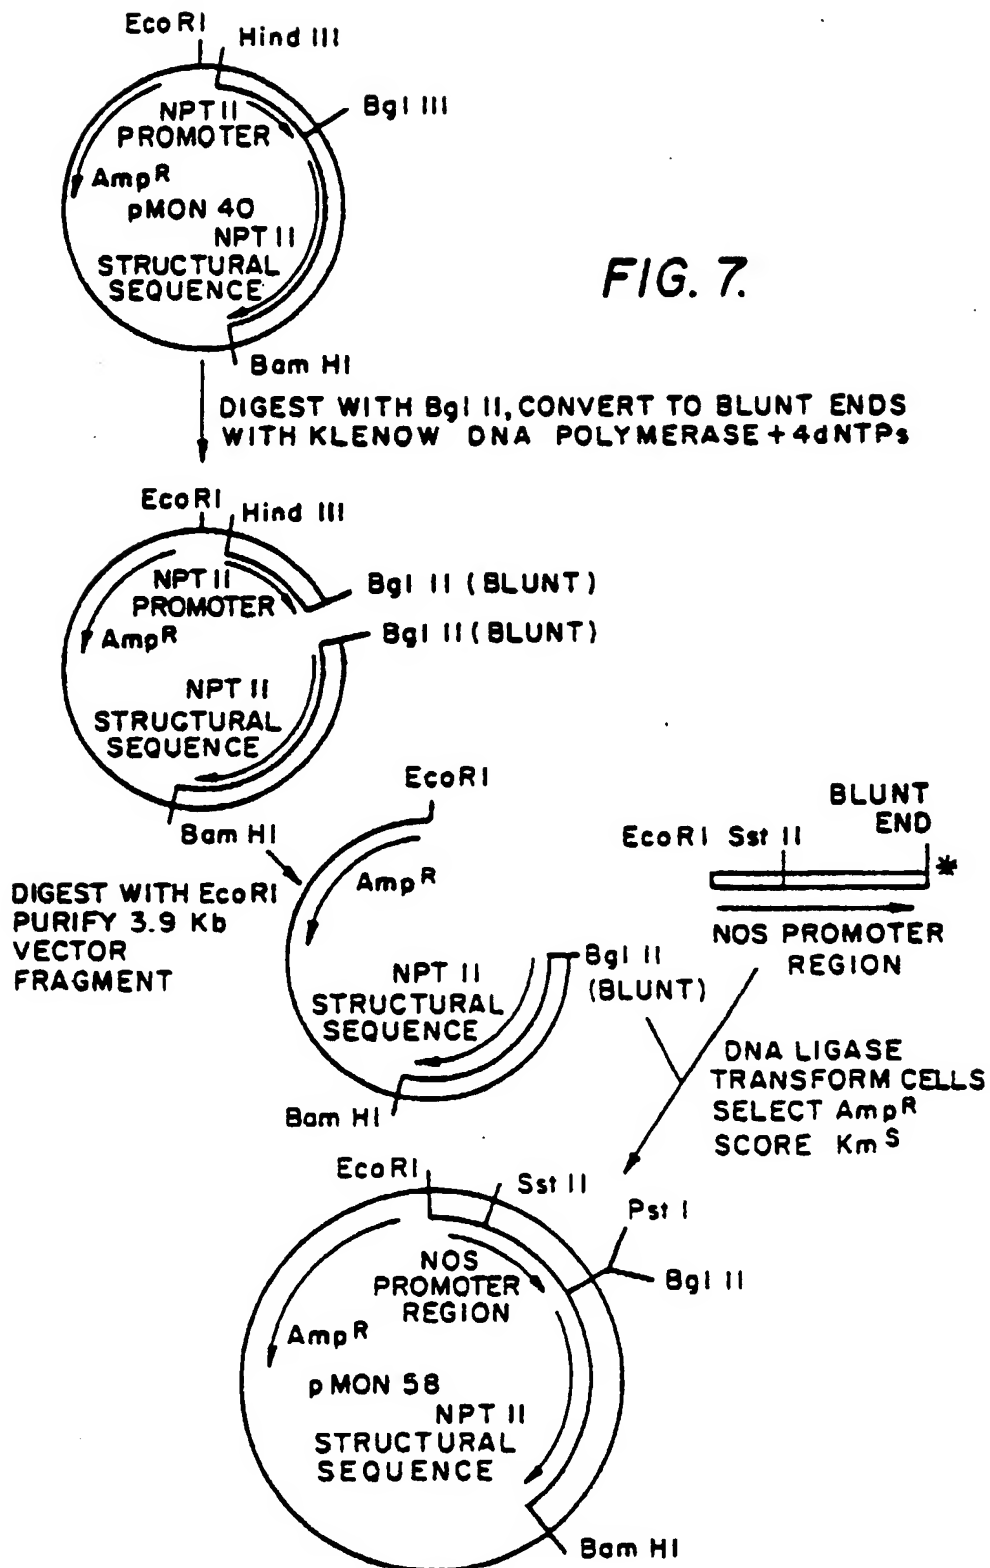 Eco RI
Hind III
Bgl III
NPT II
PROMOTER
AmpR
pMON 40
NPT II
STRUCTURAL
SEQUENCE
Bam HI
FIG. 7.
DIGEST WITH Bgl II, CONVERT TO BLUNT ENDS
WITH KLENOW DNA POLYMERASE + 4dNTPs
EcoRI
Hind III
NPT II
PROMOTER
Bgl II (BLUNT)
Bgl II (BLUNT)
AmpR
NPT II
STRUCTURAL
SEQUENCE
Bam HI
DIGEST WITH EcoRI
PURIFY 3.9 Kb
VECTOR
FRAGMENT
EcoRI
AmpR
NPT II
STRUCTURAL
SEQUENCE
Bgl II
(BLUNT)
Bam HI
BLUNT
END
EcoRI Sst II
*
NOS PROMOTER
REGION
DNA LIGASE
TRANSFORM CELLS
SELECT AmpR
SCORE KmS
EcoRI
Sst II
Pst I
Bgl II
NOS
PROMOTER
REGION
AmpR
pMON 58
NPT II
STRUCTURAL
SEQUENCE
Bam HI